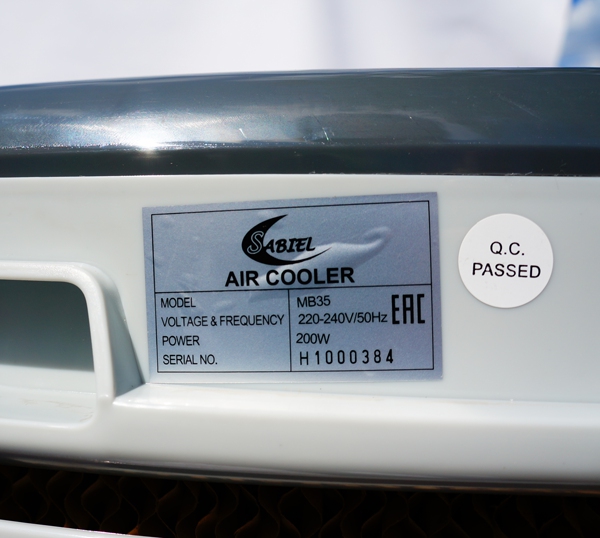 SABIEL
AIR COOLER
MODEL MB35
VOLTAGE & FREQUENCY 220-240V/50Hz EAC
POWER 200W
SERIAL NO. H1000384
Q.C.
PASSED